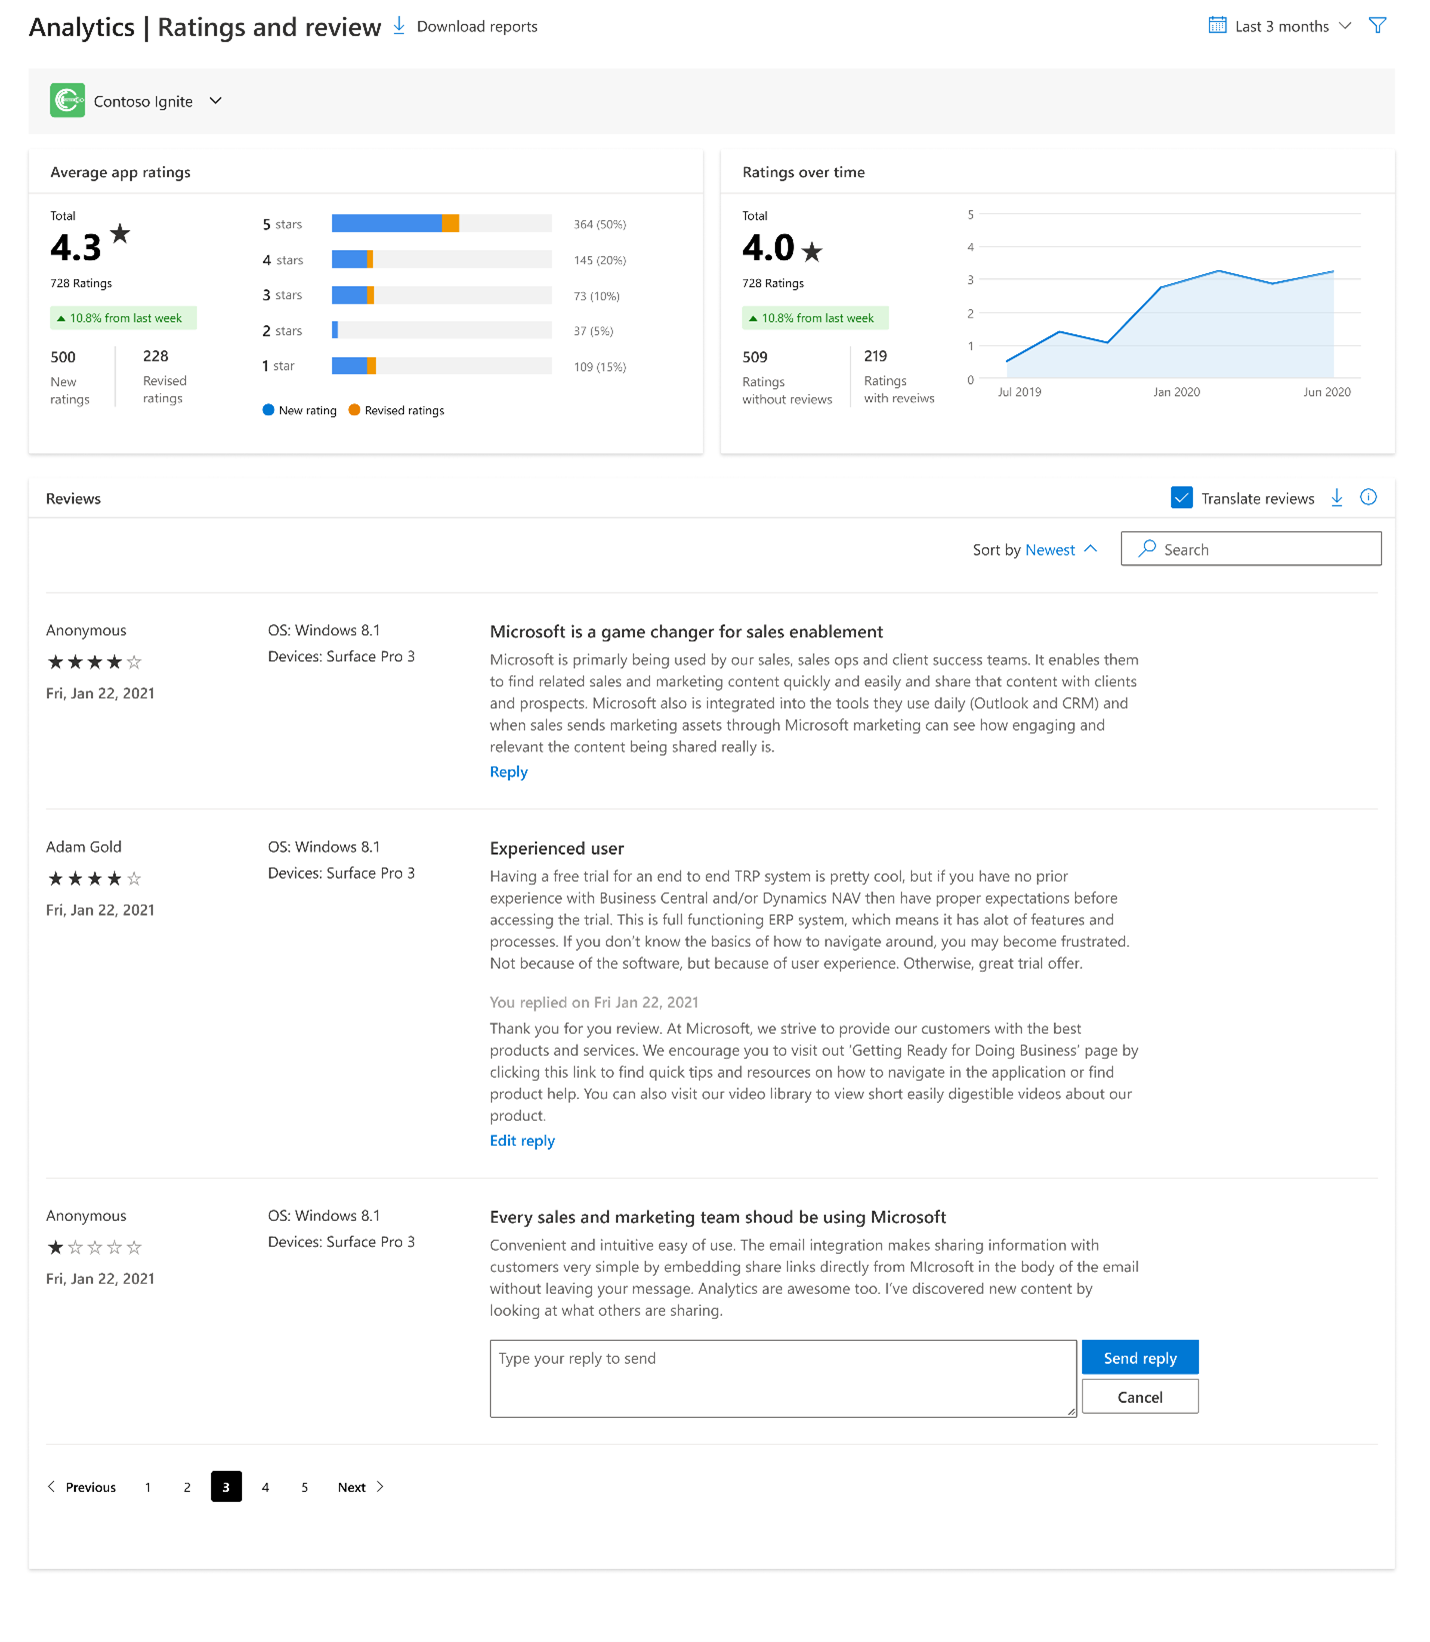 Analytics | Ratings and review
Download reports
Last 3 months
Contoso Ignite
Average app ratings
Total
4.3
728 Ratings
10.8% from last week
500
New
ratings
228
Revised
ratings
5 stars
364 (50%)
4 stars
145 (20%)
3 stars
73 (10%)
2 stars
37 (5%)
1 star
109 (15%)
New rating
Revised ratings
Ratings over time
Total
4.0
728 Ratings
10.8% from last week
509
Ratings
without reviews
219
Ratings
with reveiws
5
4
3
2
1
0
Jul 2019
Jan 2020
Jun 2020
Reviews
Translate reviews
Sort by Newest
Search
Anonymous
Fri, Jan 22, 2021
OS: Windows 8.1
Devices: Surface Pro 3
Microsoft is a game changer for sales enablement
Microsoft is primarly being used by our sales, sales ops and client success teams. It enables them
to find related sales and marketing content quickly and easily and share that content with clients
and prospects. Microsoft also is integrated into the tools they use daily (Outlook and CRM) and
when sales sends marketing assets through Microsoft marketing can see how engaging and
relevant the content being shared really is.
Reply
Adam Gold
Fri, Jan 22, 2021
OS: Windows 8.1
Devices: Surface Pro 3
Experienced user
Having a free trial for an end to end TRP system is pretty cool, but if you have no prior
experience with Business Central and/or Dynamics NAV then have proper expectations before
accessing the trial. This is full functioning ERP system, which means it has alot of features and
processes. If you don't know the basics of how to navigate around, you may become frustrated.
Not because of the software, but because of user experience. Otherwise, great trial offer.
You replied on Fri Jan 22, 2021
Thank you for you review. At Microsoft, we strive to provide our customers with the best
products and services. We encourage you to visit out 'Getting Ready for Doing Business' page by
clicking this link to find quick tips and resources on how to navigate in the application or find
product help. You can also visit our video library to view short easily digestible videos about our
product.
Edit reply
Anonymous
Fri, Jan 22, 2021
OS: Windows 8.1
Devices: Surface Pro 3
Every sales and marketing team shoud be using Microsoft
Convenient and intuitive easy of use. The email integration makes sharing information with
customers very simple by embedding share links directly from MIcrosoft in the body of the email
without leaving your message. Analytics are awesome too. I've discovered new content by
looking at what others are sharing.
Type your reply to send
Send reply
Cancel
Previous 1 2 3 4 5 Next